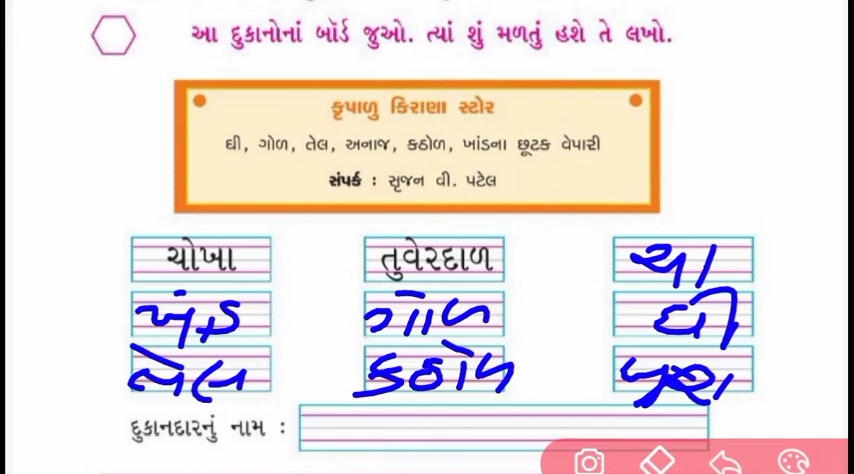 આ દુકાનોનાં બૉર્ડ જુઓ. ત્યાં શું મળતું હશે તે લખો.
કૃપાળુ કિરાણા સ્ટોર
ઘી, ગોળ, તેલ, અનાજ, કઠોળ, ખાંડના છૂટક વેપારી
સંપર્ક : સૃજન વી. પટેલ
ચોખા તુવેરદાળ ચા
ખાંડ ગોળ ઘી
તેલ કઠોળ
દુકાનદારનું નામ :